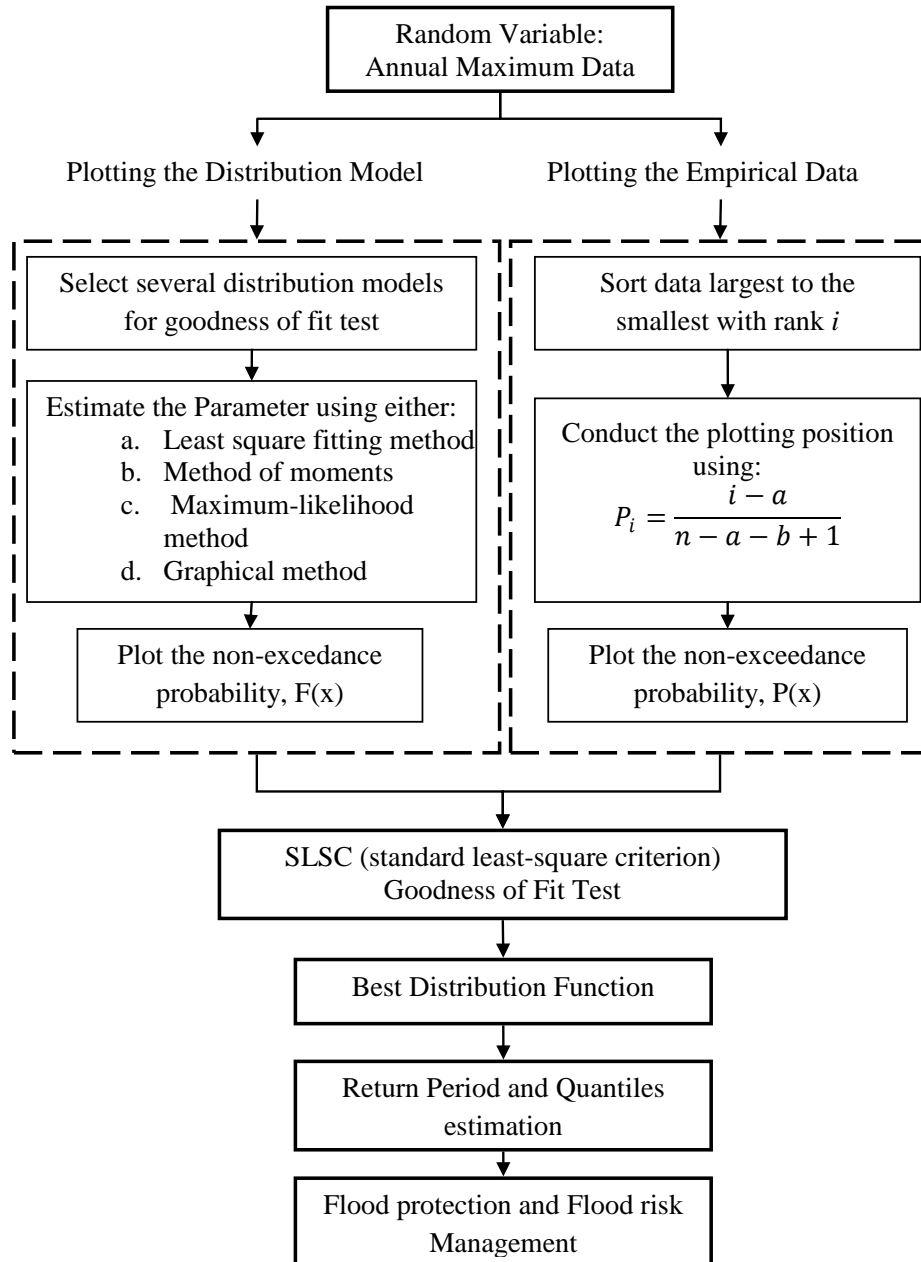 Random Variable:
Annual Maximum Data
Plotting the Distribution Model
Plotting the Empirical Data
Select several distribution models
for goodness of fit test
Estimate the Parameter using either:
a. Least square fitting method
b. Method of moments
c. Maximum-likelihood
method
d. Graphical method
Plot the non-excedance
probability, F(x)
Sort data largest to the
smallest with rank i
Conduct the plotting position
using:
P_i = (i − a) / (n − a − b + 1)
Plot the non-exceedance
probability, P(x)
SLSC (standard least-square criterion)
Goodness of Fit Test
Best Distribution Function
Return Period and Quantiles
estimation
Flood protection and Flood risk
Management